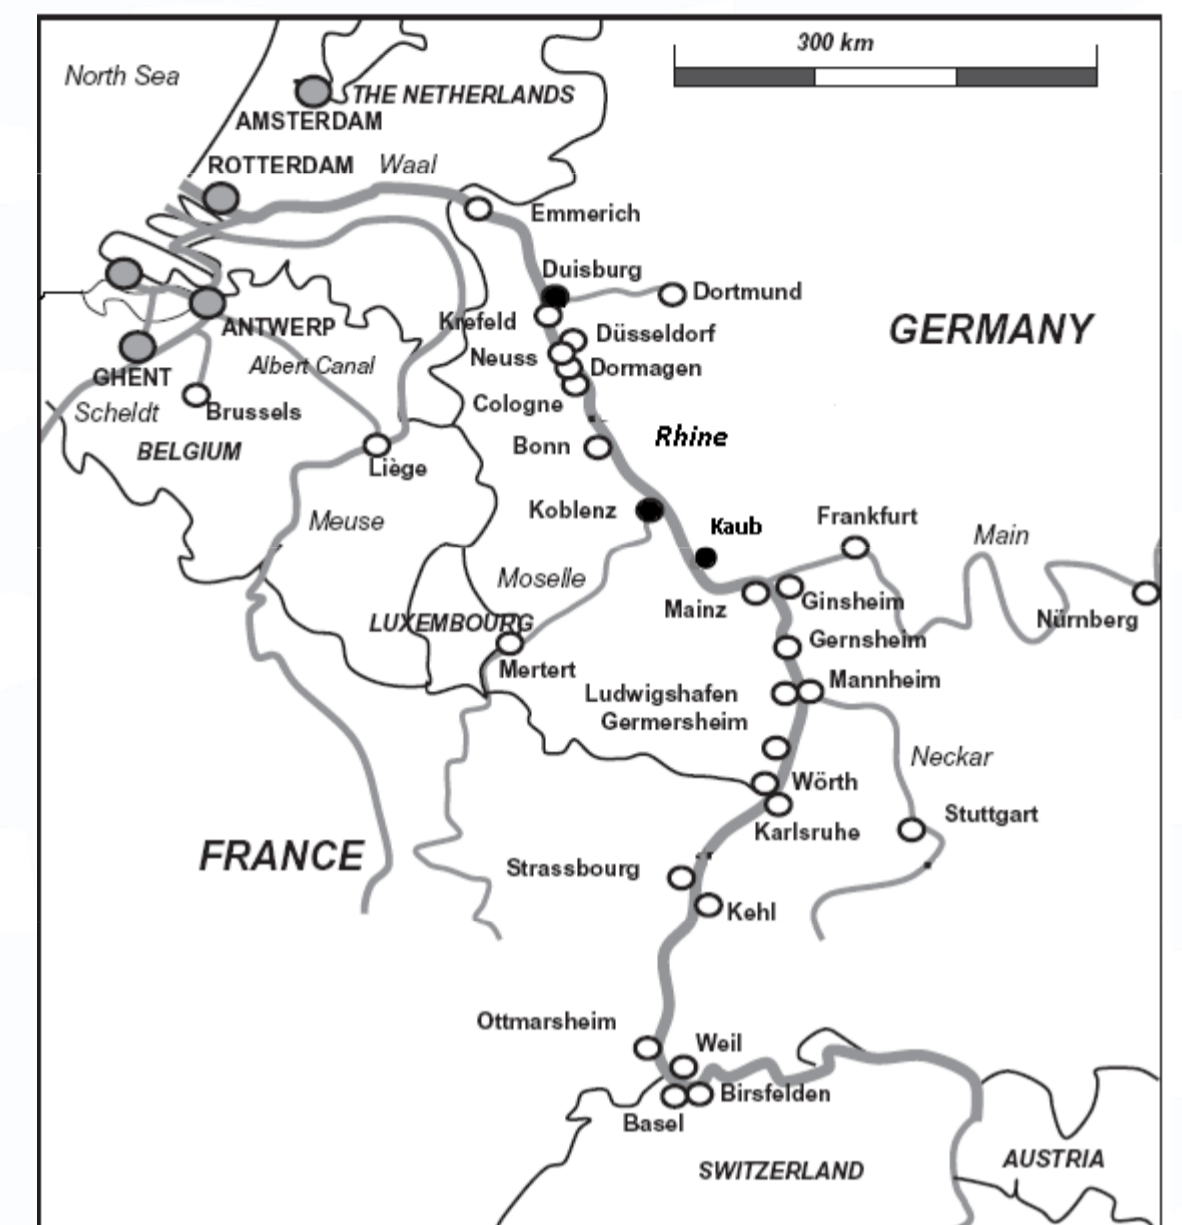 300 km
North Sea
THE NETHERLANDS
AMSTERDAM
ROTTERDAM
Waal
Emmerich
Duisburg
Dortmund
Krefeld
ANTWERP
Düsseldorf
GERMANY
Neuss
Albert Canal
Dormagen
GHENT
Scheldt
Brussels
Cologne
Rhine
BELGIUM
Bonn
Liège
Koblenz
Frankfurt
Meuse
Kaub
Main
Moselle
Mainz
Ginsheim
Nürnberg
LUXEMBOURG
Gernsheim
Mertert
Mannheim
Ludwigshafen
Germersheim
Neckar
Wörth
Stuttgart
Karlsruhe
FRANCE
Strassbourg
Kehl
Ottmarsheim
Weil
Birsfelden
Basel
AUSTRIA
SWITZERLAND